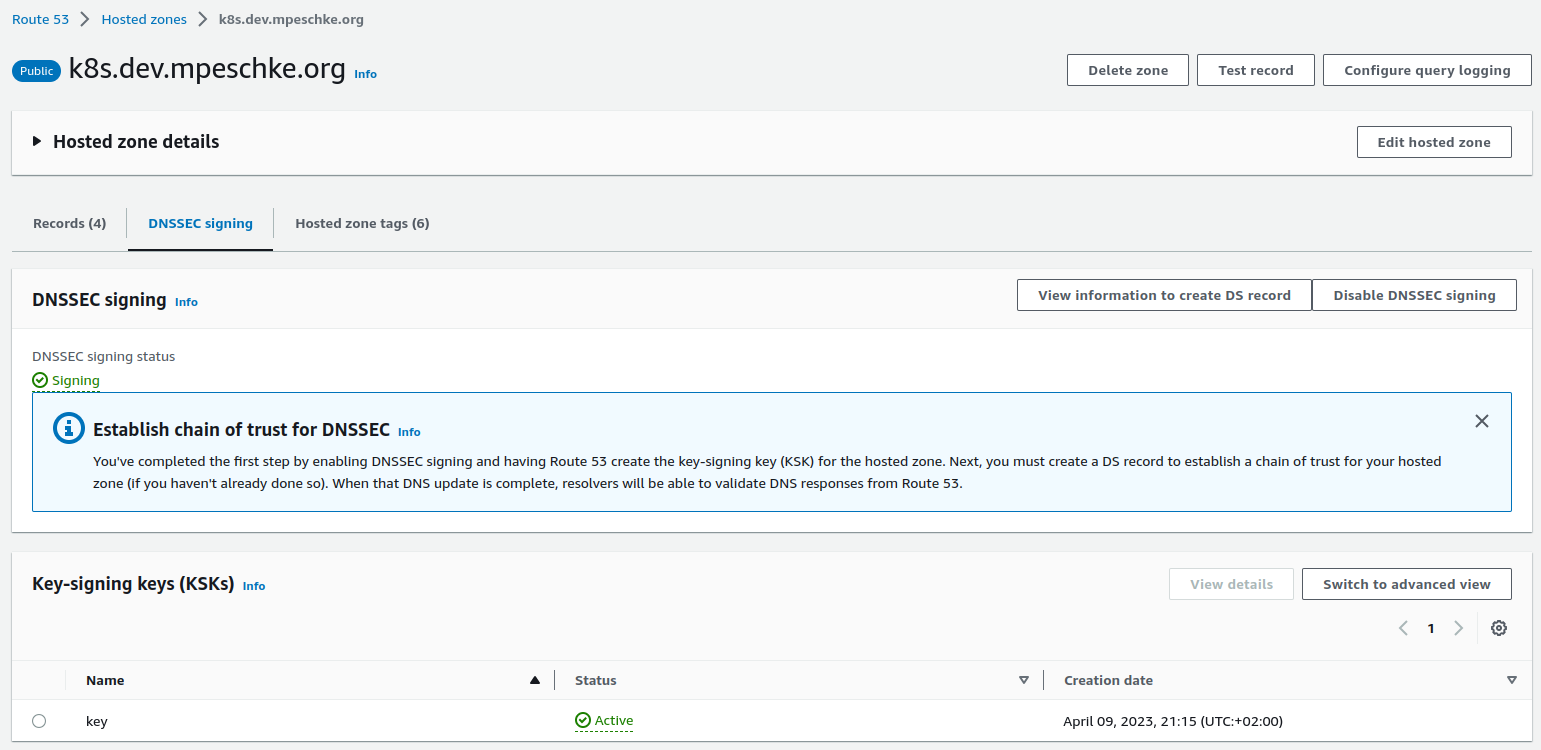 Route 53 Hosted zones k8s.dev.mpeschke.org
Public k8s.dev.mpeschke.org Info
Delete zone Test record Configure query logging
Hosted zone details
Edit hosted zone
Records (4) DNSSEC signing Hosted zone tags (6)
DNSSEC signing Info
View information to create DS record Disable DNSSEC signing
DNSSEC signing status
Signing
Establish chain of trust for DNSSEC Info
You've completed the first step by enabling DNSSEC signing and having Route 53 create the key-signing key (KSK) for the hosted zone. Next, you must create a DS record to establish a chain of trust for your hosted
zone (if you haven't already done so). When that DNS update is complete, resolvers will be able to validate DNS responses from Route 53.
Key-signing keys (KSKs) Info
View details Switch to advanced view
1
Name Status Creation date
key Active April 09, 2023, 21:15 (UTC:+02:00)